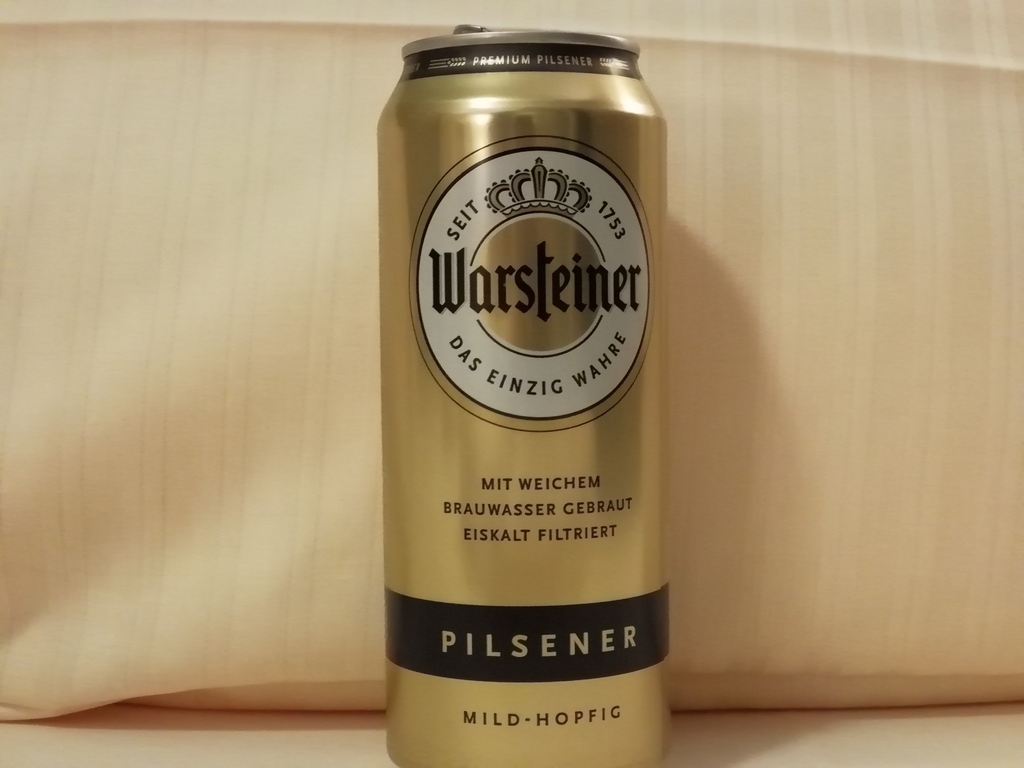 PREMIUM PILSENER
SEIT 1753
Warsteiner
DAS EINZIG WAHRE
MIT WEICHEM
BRAUWASSER GEBRAUT
EISKALT FILTRIERT
PILSENER
MILD-HOPFIG